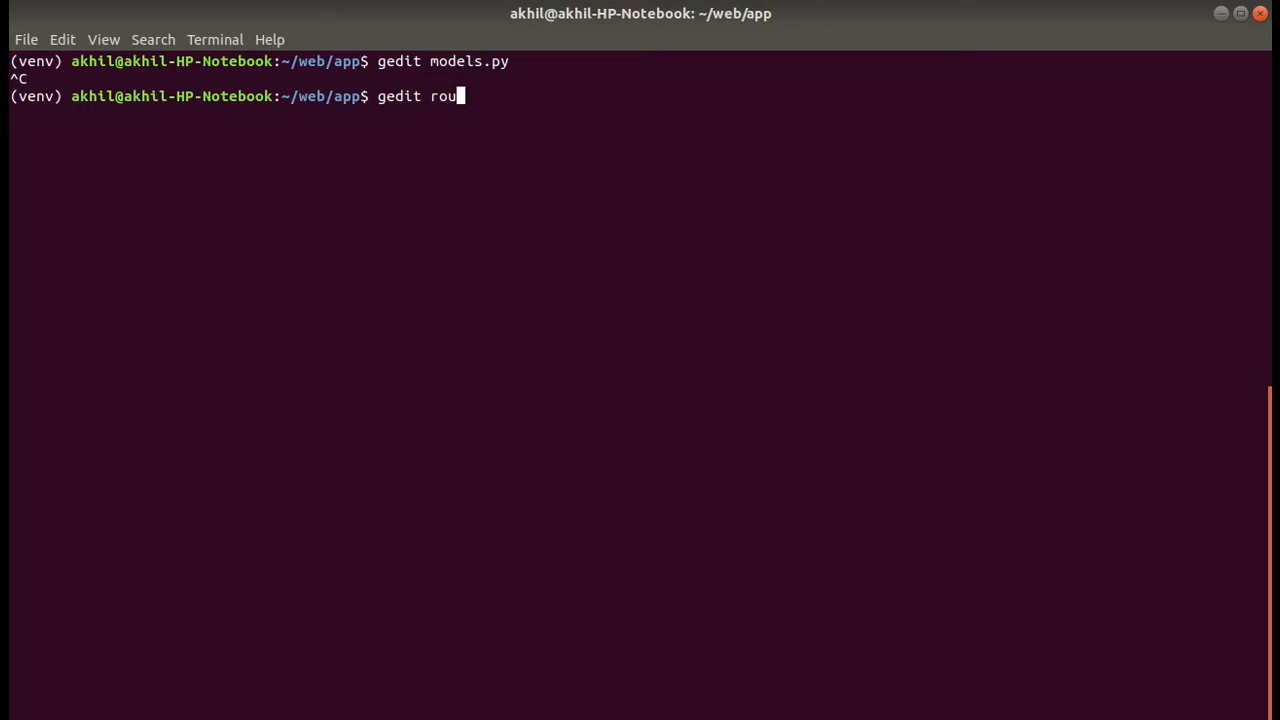 akhil@akhil-HP-Notebook: ~/web/app
File Edit View Search Terminal Help
(venv) akhil@akhil-HP-Notebook:~/web/app$ gedit models.py
^C
(venv) akhil@akhil-HP-Notebook:~/web/app$ gedit rou